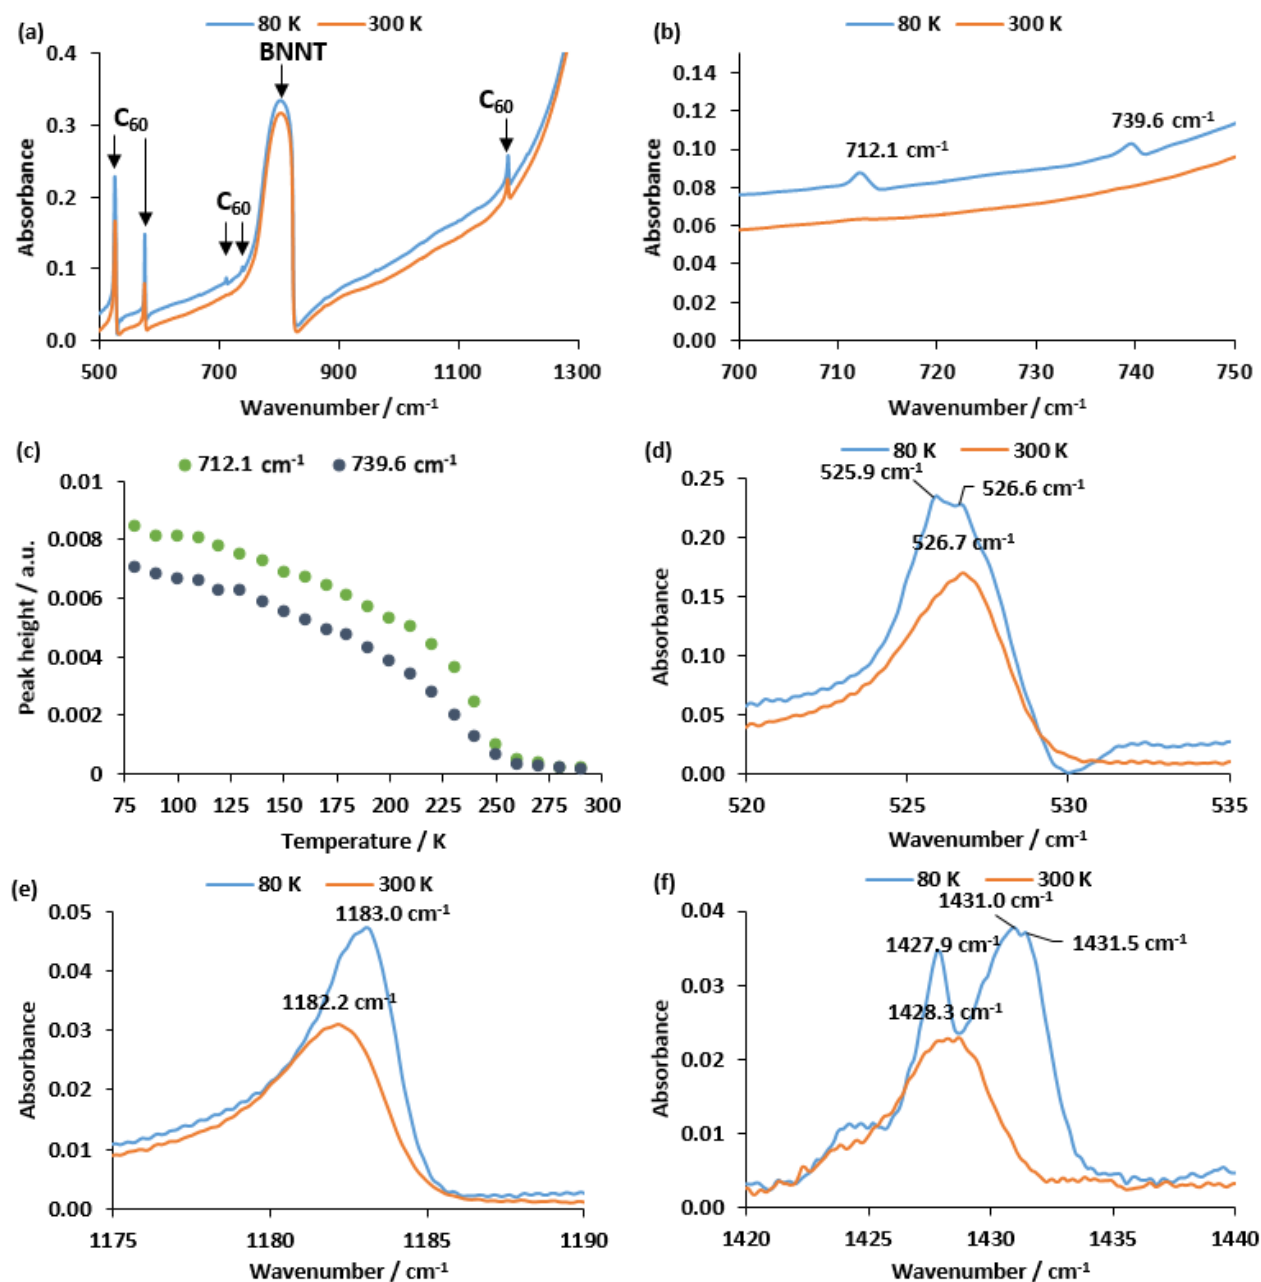 (a)
80 K 300 K
BNNT
C₆₀
C₆₀
C₆₀
0.4
0.3
0.2
0.1
0.0
Absorbance
500 700 900 1100 1300
Wavenumber / cm⁻¹
(b)
80 K 300 K
739.6 cm⁻¹
712.1 cm⁻¹
0.14
0.12
0.10
0.08
0.06
0.04
0.02
0.00
Absorbance
700 710 720 730 740 750
Wavenumber / cm⁻¹
(c)
712.1 cm⁻¹ 739.6 cm⁻¹
0.01
0.008
0.006
0.004
0.002
0
Peak height / a.u.
75 100 125 150 175 200 225 250 275 300
Temperature / K
(d)
80 K 300 K
525.9 cm⁻¹
526.6 cm⁻¹
526.7 cm⁻¹
0.25
0.20
0.15
0.10
0.05
0.00
Absorbance
520 525 530 535
Wavenumber / cm⁻¹
(e)
80 K 300 K
1183.0 cm⁻¹
1182.2 cm⁻¹
0.05
0.04
0.03
0.02
0.01
0.00
Absorbance
1175 1180 1185 1190
Wavenumber / cm⁻¹
(f)
80 K 300 K
1431.0 cm⁻¹
1427.9 cm⁻¹
1431.5 cm⁻¹
1428.3 cm⁻¹
0.04
0.03
0.02
0.01
0.00
Absorbance
1420 1425 1430 1435 1440
Wavenumber / cm⁻¹